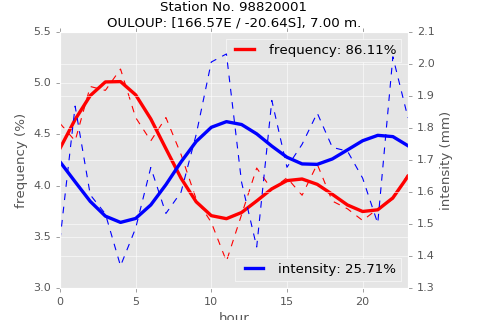 Station No. 98820001
OULOUP: [166.57E / -20.64S], 7.00 m.
5.5
5.0
4.5
4.0
3.5
3.0
frequency (%)
frequency: 86.11%
intensity: 25.71%
2.1
2.0
1.9
1.8
1.7
1.6
1.5
1.4
1.3
intensity (mm)
0 5 10 15 20
hour